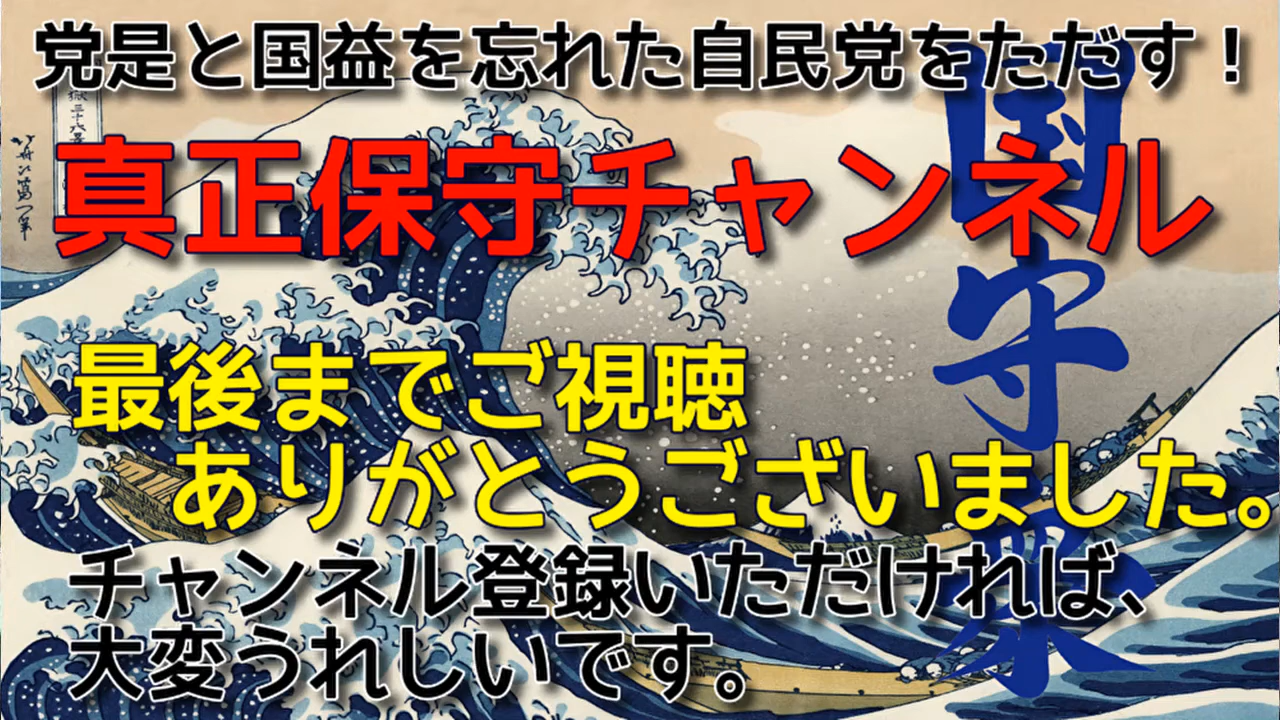 党是と国益を忘れた自民党をただす！
真正保守チャンネル
最後までご視聴
ありがとうございました。
チャンネル登録いただければ、
大変うれしいです。
国守衆